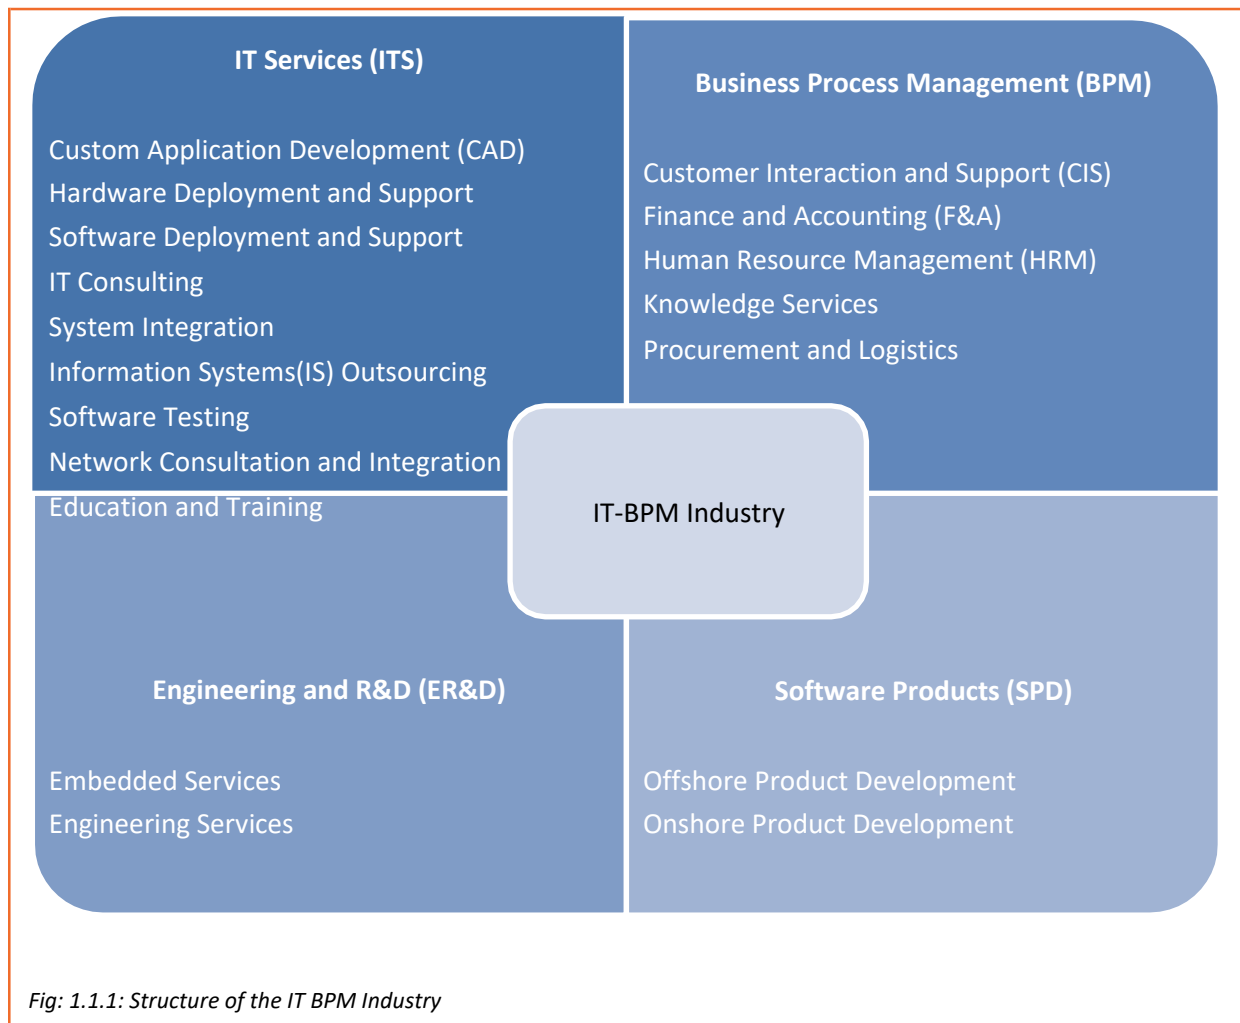 IT Services (ITS)
Custom Application Development (CAD)
Hardware Deployment and Support
Software Deployment and Support
IT Consulting
System Integration
Information Systems(IS) Outsourcing
Software Testing
Network Consultation and Integration
Education and Training
Business Process Management (BPM)
Customer Interaction and Support (CIS)
Finance and Accounting (F&A)
Human Resource Management (HRM)
Knowledge Services
Procurement and Logistics
IT-BPM Industry
Engineering and R&D (ER&D)
Embedded Services
Engineering Services
Software Products (SPD)
Offshore Product Development
Onshore Product Development
Fig: 1.1.1: Structure of the IT BPM Industry